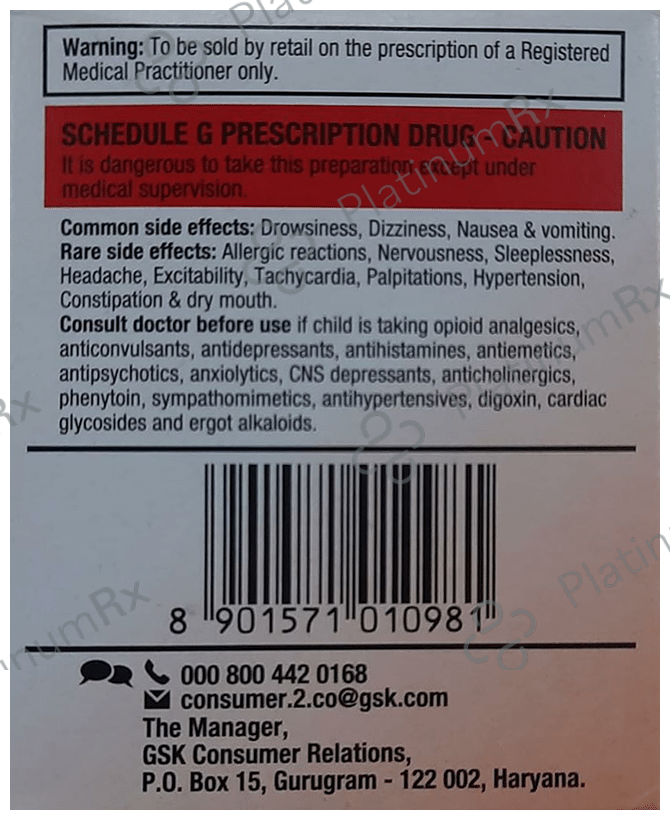 Warning: To be sold by retail on the prescription of a Registered
Medical Practitioner only.
SCHEDULE G PRESCRIPTION DRUG - CAUTION
It is dangerous to take this preparation except under
medical supervision.
Common side effects: Drowsiness, Dizziness, Nausea & vomiting.
Rare side effects: Allergic reactions, Nervousness, Sleeplessness,
Headache, Excitability, Tachycardia, Palpitations, Hypertension,
Constipation & dry mouth.
Consult doctor before use if child is taking opioid analgesics,
anticonvulsants, antidepressants, antihistamines, antiemetics,
antipsychotics, anxiolytics, CNS depressants, anticholinergics,
phenytoin, sympathomimetics, antihypertensives, digoxin, cardiac
glycosides and ergot alkaloids.
8 901571 010981
000 800 442 0168
consumer.2.co@gsk.com
The Manager,
GSK Consumer Relations,
P.O. Box 15, Gurugram - 122 002, Haryana.
PlatinumRx
PlatinumRx
PlatinumRx
PlatinumRx